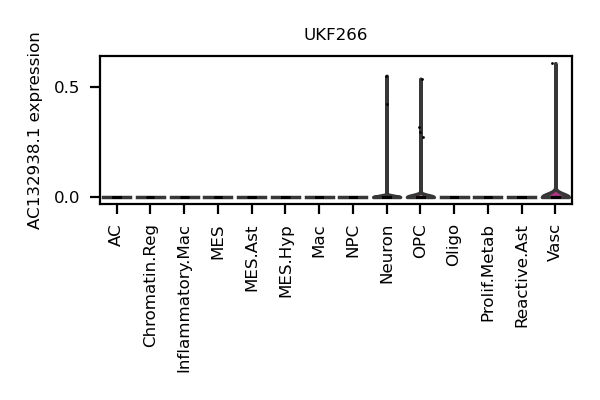 UKF266
AC132938.1 expression
0.5
0.0
AC
Chromatin.Reg
Inflammatory.Mac
MES
MES.Ast
MES.Hyp
Mac
NPC
Neuron
OPC
Oligo
Prolif.Metab
Reactive.Ast
Vasc